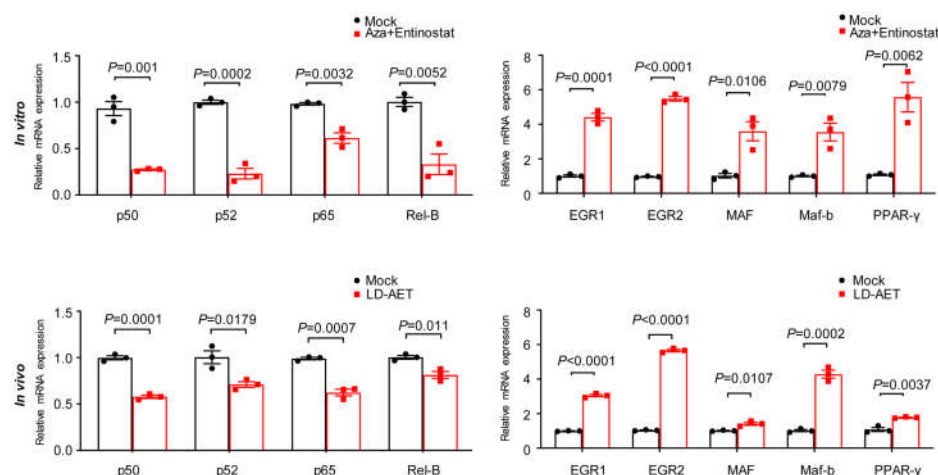 Mock
Aza+Entinostat
In vitro
Relative mRNA expression
1.5
1.0
0.5
0.0
P=0.001
P=0.0002
P=0.0032
P=0.0052
p50
p52
p65
Rel-B
Mock
Aza+Entinostat
Relative mRNA expression
8
6
4
2
0
P=0.0001
P<0.0001
P=0.0106
P=0.0079
P=0.0062
EGR1
EGR2
MAF
Maf-b
PPAR-γ
Mock
LD-AET
In vivo
Relative mRNA expression
1.5
1.0
0.5
0.0
P=0.0001
P=0.0179
P=0.0007
P=0.011
p50
p52
p65
Rel-B
Mock
LD-AET
Relative mRNA expression
8
6
4
2
0
P<0.0001
P<0.0001
P=0.0107
P=0.0002
P=0.0037
EGR1
EGR2
MAF
Maf-b
PPAR-γ